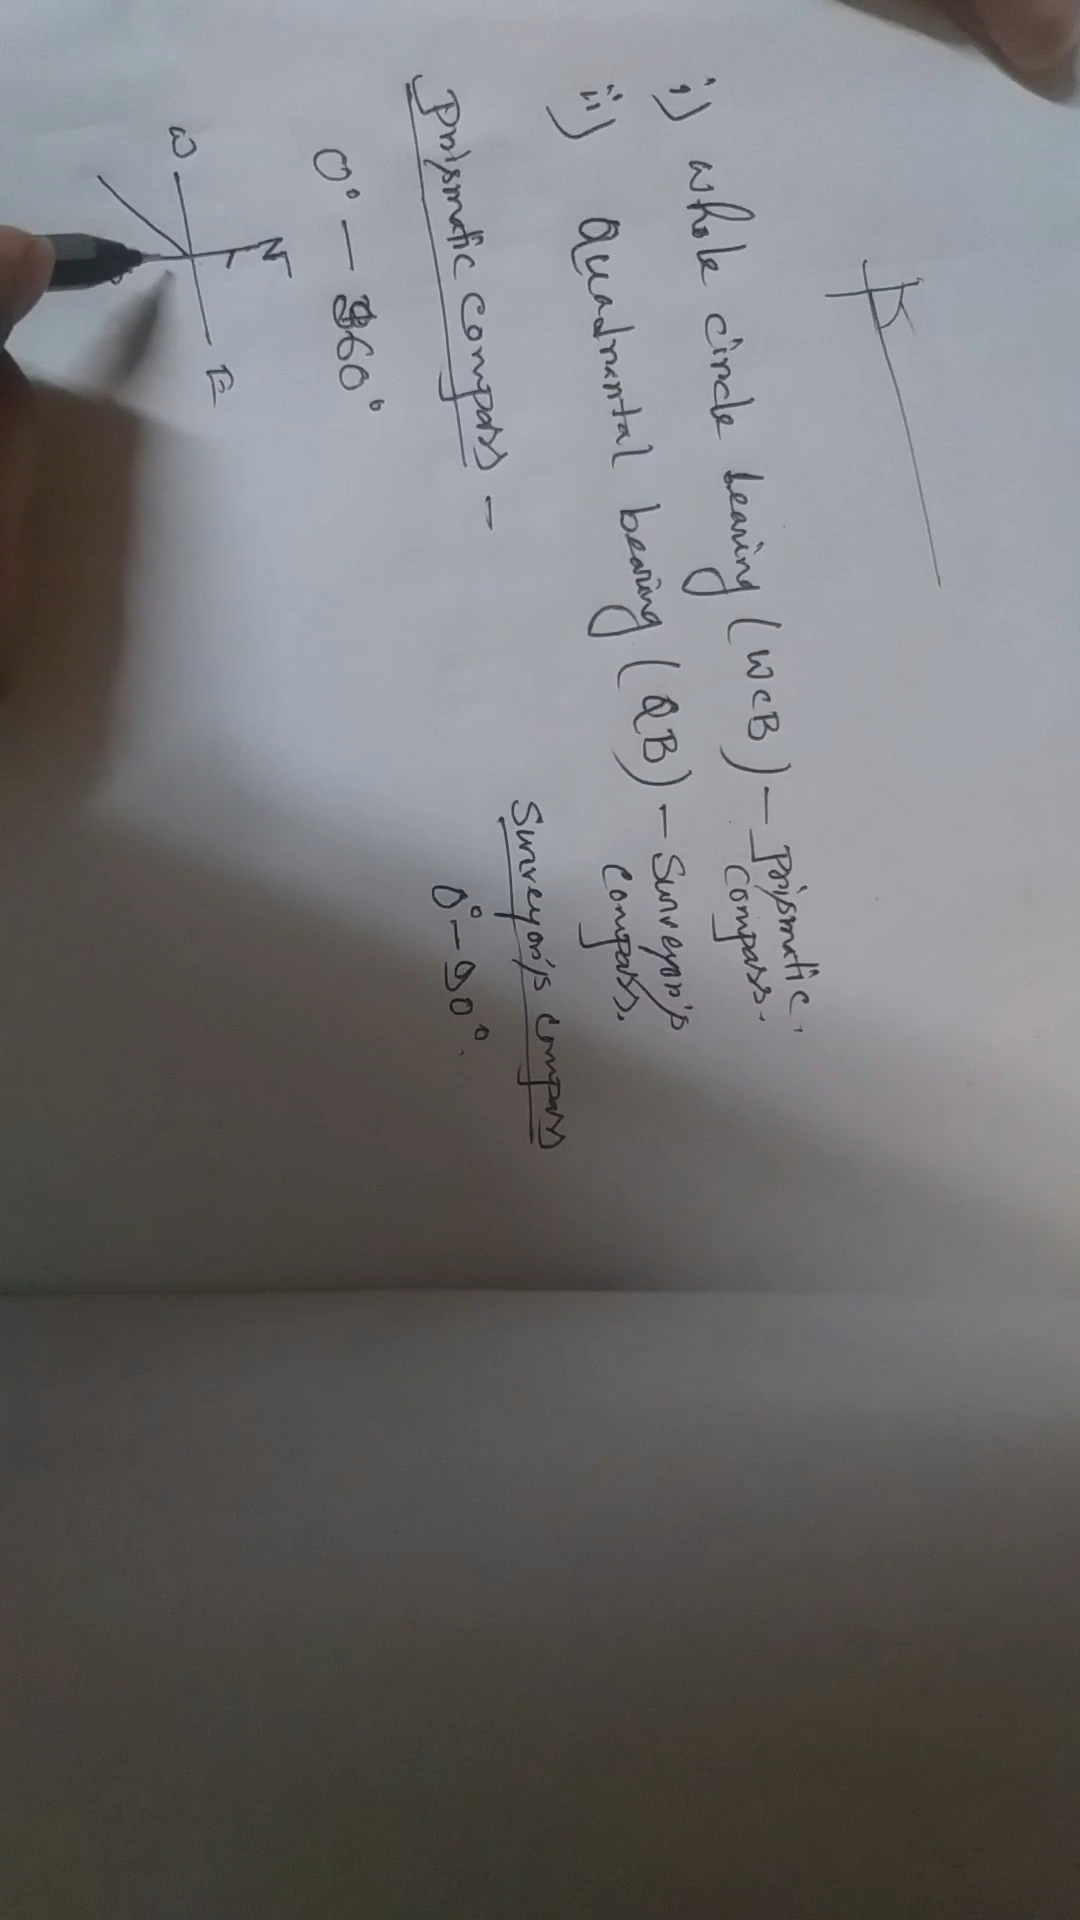 i) whole circle bearing (WCB) - Prismatic
compass.
ii) Quadrantal bearing (QB) - Surveyor's
compass.
Prismatic compass -
Surveyor's compass
0° - 360°
0° - 90°.
N
W
E